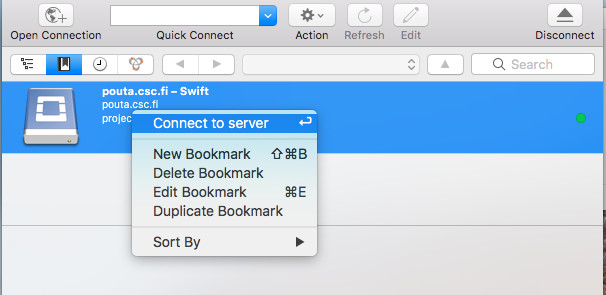 Open Connection
Quick Connect
Action
Refresh
Edit
Disconnect
Search
pouta.csc.fi – Swift
pouta.csc.fi
projec
Connect to server
New Bookmark ⇧⌘B
Delete Bookmark
Edit Bookmark ⌘E
Duplicate Bookmark
Sort By